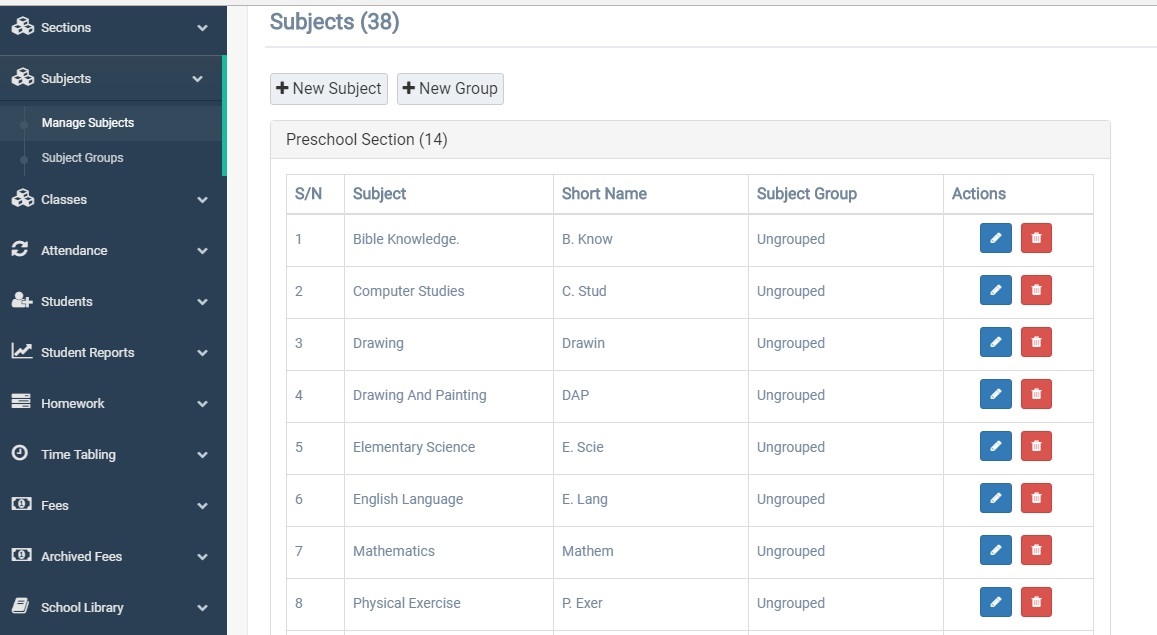 Sections
Subjects
Manage Subjects
Subject Groups
Classes
Attendance
Students
Student Reports
Homework
Time Tabling
Fees
Archived Fees
School Library
Subjects (38)
New Subject New Group
Preschool Section (14)
S/N Subject Short Name Subject Group Actions
1 Bible Knowledge. B. Know Ungrouped
2 Computer Studies C. Stud Ungrouped
3 Drawing Drawin Ungrouped
4 Drawing And Painting DAP Ungrouped
5 Elementary Science E. Scie Ungrouped
6 English Language E. Lang Ungrouped
7 Mathematics Mathem Ungrouped
8 Physical Exercise P. Exer Ungrouped